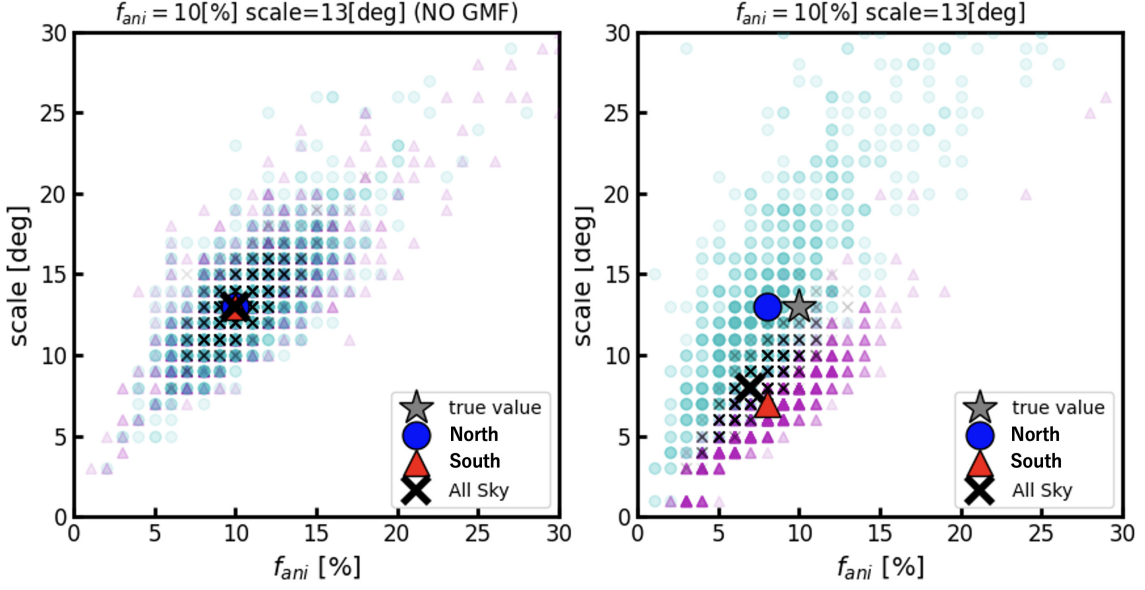 f_ani = 10[%] scale=13[deg] (NO GMF)
30
25
20
15
10
5
0
scale [deg]
0 5 10 15 20 25 30
f_ani [%]
true value
North
South
All Sky
f_ani = 10[%] scale=13[deg]
30
25
20
15
10
5
0
scale [deg]
0 5 10 15 20 25 30
f_ani [%]
true value
North
South
All Sky